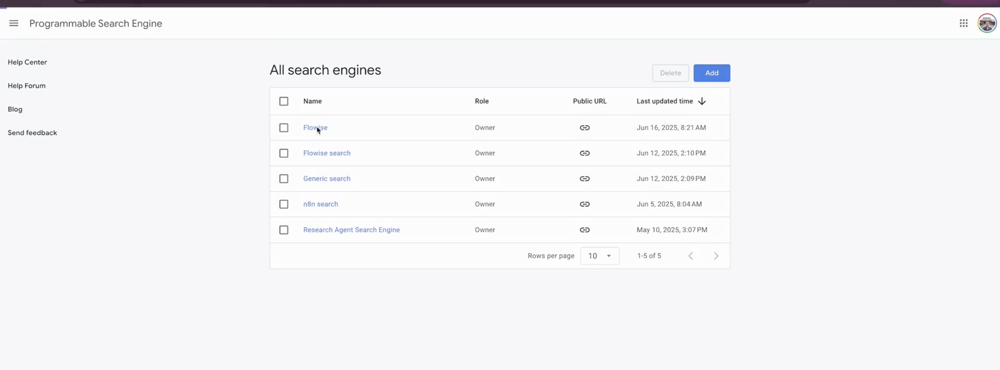 Programmable Search Engine
Help Center
Help Forum
Blog
Send feedback
All search engines
Delete Add
Name Role Public URL Last updated time
Flowise Owner Jun 16, 2025, 8:21 AM
Flowise search Owner Jun 12, 2025, 2:10 PM
Generic search Owner Jun 12, 2025, 2:09 PM
n8n search Owner Jun 5, 2025, 8:04 AM
Research Agent Search Engine Owner May 10, 2025, 3:07 PM
Rows per page 10 1-5 of 5